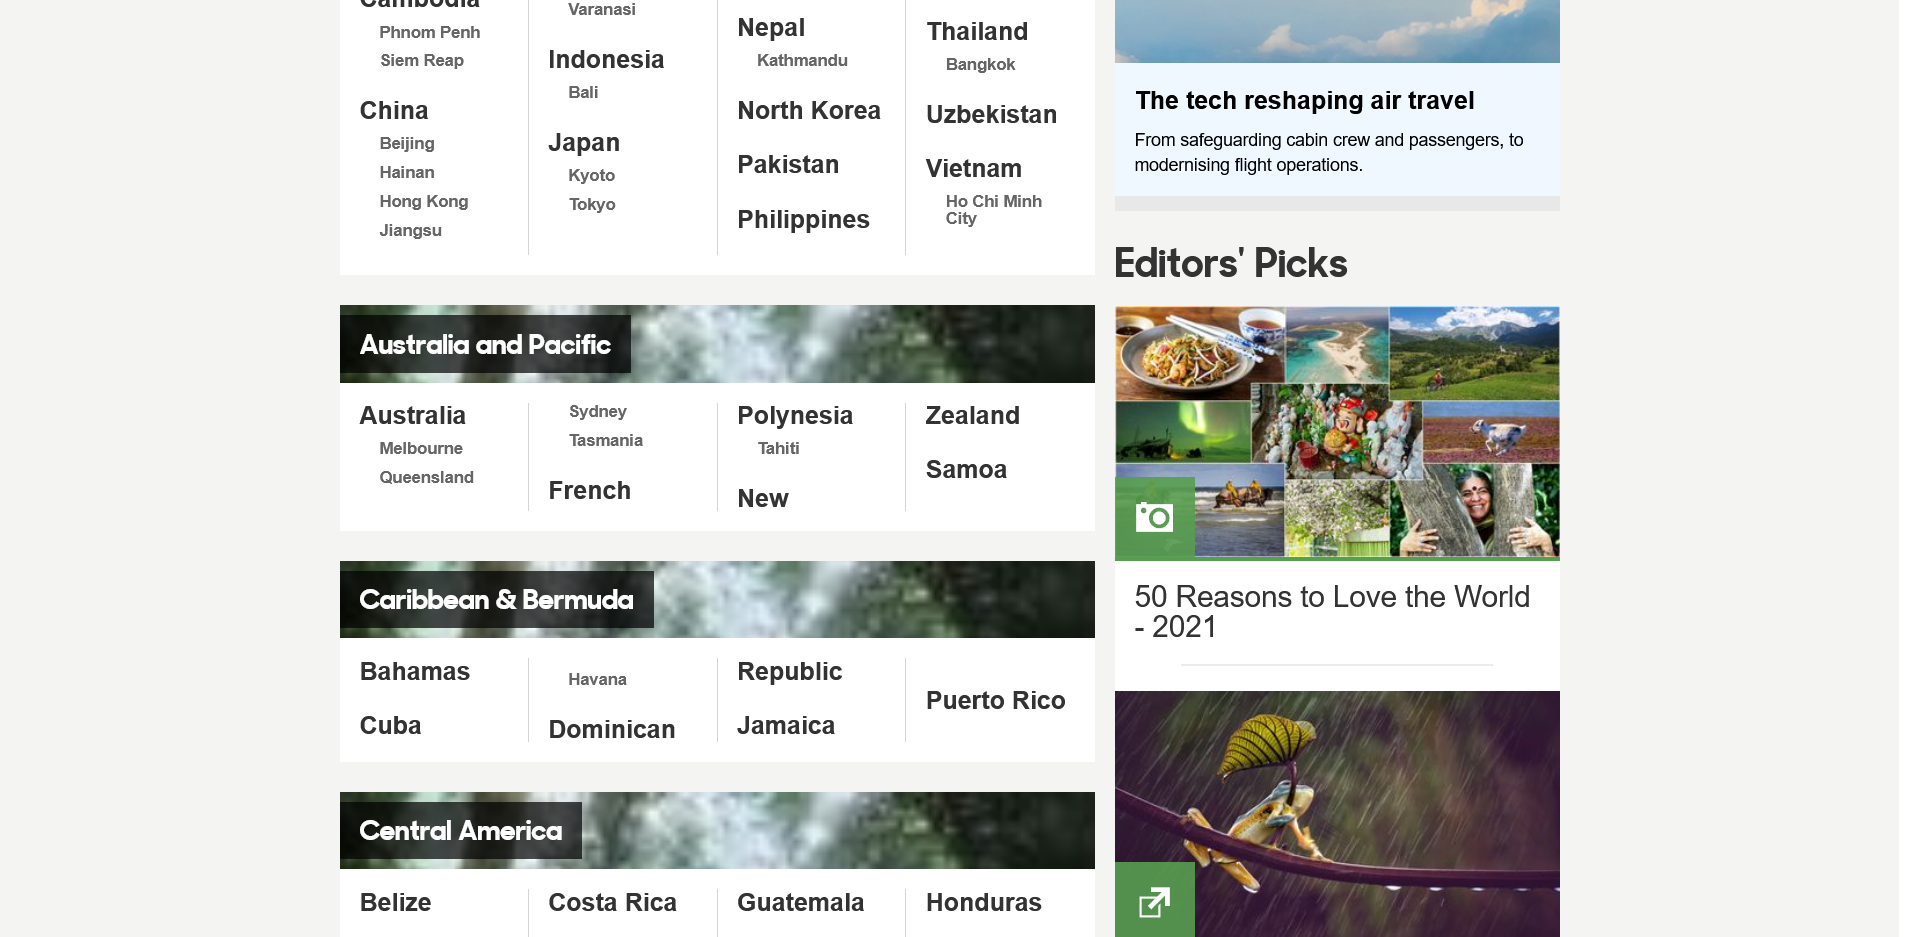 Cambodia
Phnom Penh
Siem Reap
China
Beijing
Hainan
Hong Kong
Jiangsu
Varanasi
Indonesia
Bali
Japan
Kyoto
Tokyo
Nepal
Kathmandu
North Korea
Pakistan
Philippines
Thailand
Bangkok
Uzbekistan
Vietnam
Ho Chi Minh
City
Australia and Pacific
Australia
Melbourne
Queensland
Sydney
Tasmania
French
Polynesia
Tahiti
New
Zealand
Samoa
Caribbean & Bermuda
Bahamas
Cuba
Havana
Dominican
Republic
Jamaica
Puerto Rico
Central America
Belize
Costa Rica
Guatemala
Honduras
The tech reshaping air travel
From safeguarding cabin crew and passengers, to
modernising flight operations.
Editors' Picks
50 Reasons to Love the World
- 2021